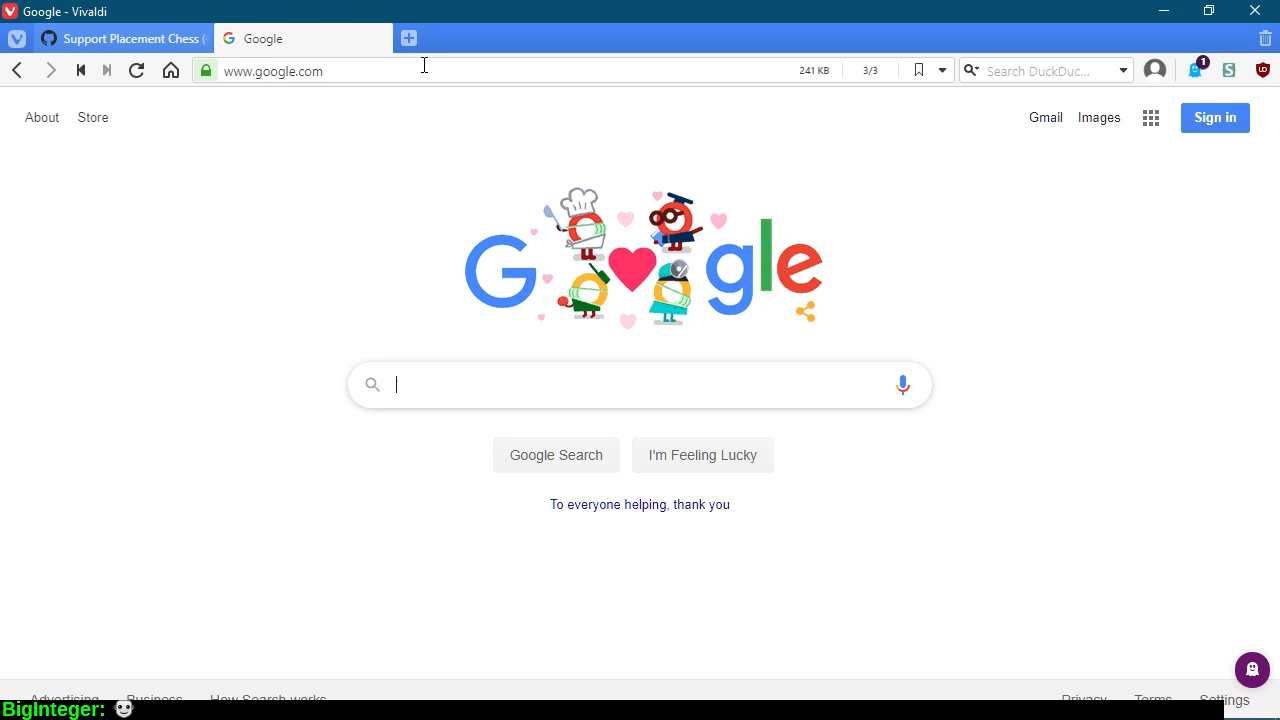 Google - Vivaldi
Support Placement Chess (
Google
www.google.com
241 KB
3/3
Search DuckDuc...
1
About Store
Gmail Images
Sign in
Google
Google Search
I'm Feeling Lucky
To everyone helping, thank you
Advertising Business How Search works
Privacy Terms Settings
BigInteger: